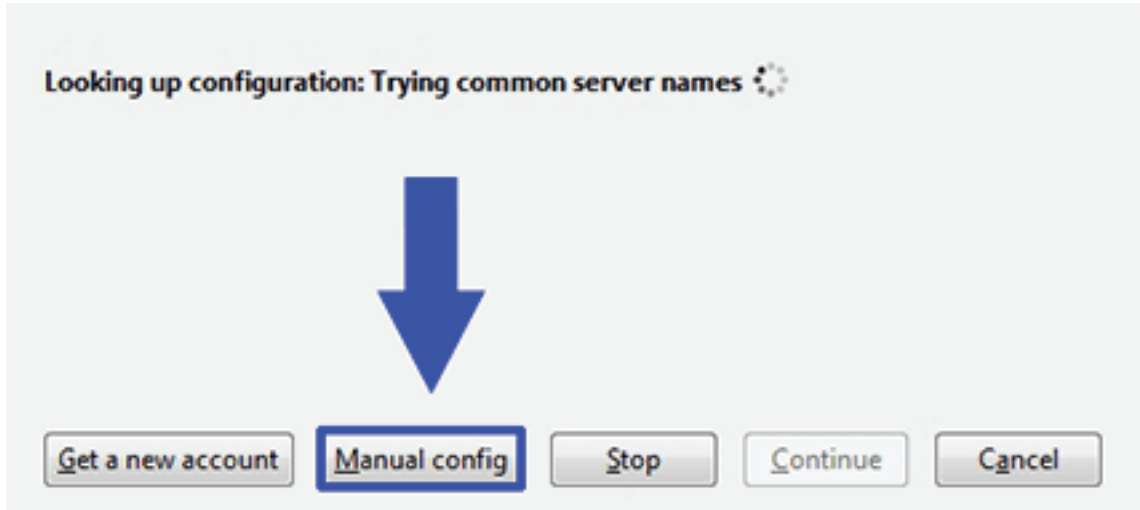 Looking up configuration: Trying common server names
Get a new account Manual config Stop Continue Cancel